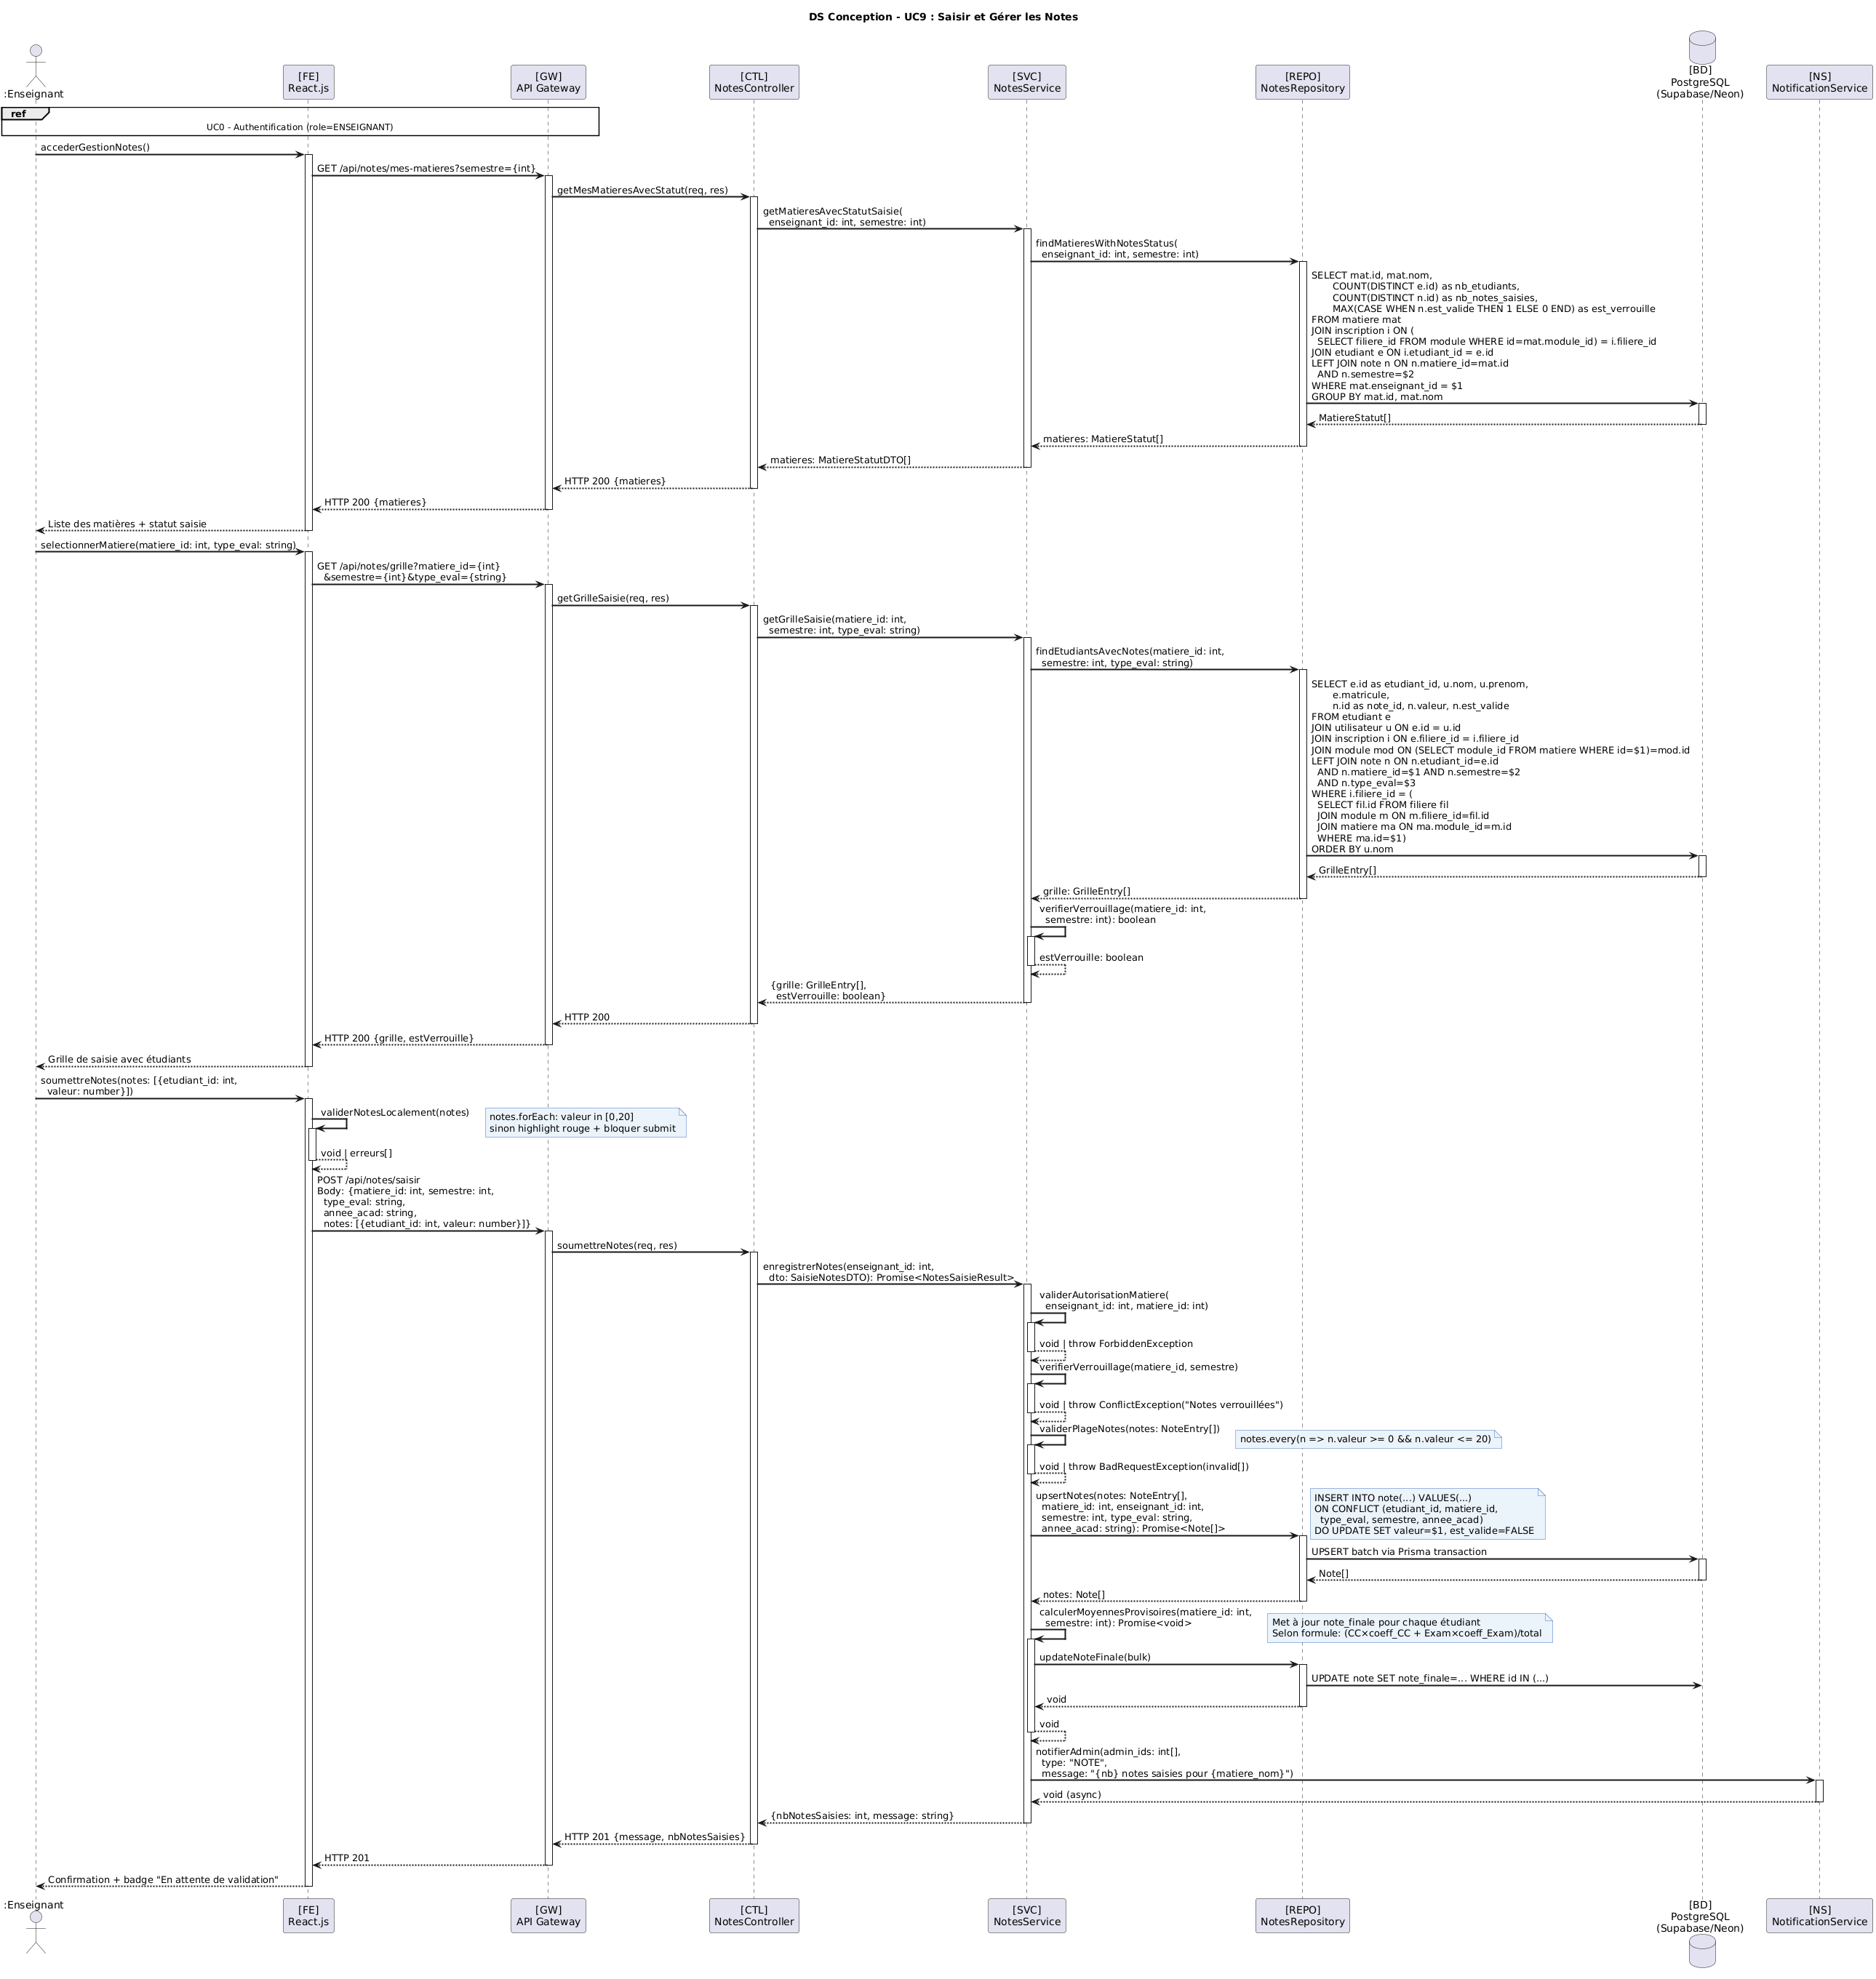 DS Conception - UC9 : Saisir et Gérer les Notes
:Enseignant
[FE]
React.js
[GW]
API Gateway
[CTL]
NotesController
[SVC]
NotesService
[REPO]
NotesRepository
[BD]
PostgreSQL
(Supabase/Neon)
[NS]
NotificationService
ref
UC0 - Authentification (role=ENSEIGNANT)
accederGestionNotes()
GET /api/notes/mes-matieres?semestre={int}
getMesMatieresAvecStatut(req, res)
getMatieresAvecStatutSaisie(
enseignant_id: int, semestre: int)
findMatieresWithNotesStatus(
enseignant_id: int, semestre: int)
SELECT mat.id, mat.nom,
COUNT(DISTINCT e.id) as nb_etudiants,
COUNT(DISTINCT n.id) as nb_notes_saisies,
MAX(CASE WHEN n.est_valide THEN 1 ELSE 0 END) as est_verrouille
FROM matiere mat
JOIN inscription i ON (
SELECT filiere_id FROM module WHERE id=mat.module_id) = i.filiere_id
JOIN etudiant e ON i.etudiant_id = e.id
LEFT JOIN note n ON n.matiere_id=mat.id
AND n.semestre=$2
WHERE mat.enseignant_id = $1
GROUP BY mat.id, mat.nom
MatiereStatut[]
matieres: MatiereStatut[]
matieres: MatiereStatutDTO[]
HTTP 200 {matieres}
HTTP 200 {matieres}
Liste des matières + statut saisie
selectionnerMatiere(matiere_id: int, type_eval: string)
GET /api/notes/grille?matiere_id={int}
&semestre={int}&type_eval={string}
getGrilleSaisie(req, res)
getGrilleSaisie(matiere_id: int,
semestre: int, type_eval: string)
findEtudiantsAvecNotes(matiere_id: int,
semestre: int, type_eval: string)
SELECT e.id as etudiant_id, u.nom, u.prenom,
e.matricule,
n.id as note_id, n.valeur, n.est_valide
FROM etudiant e
JOIN utilisateur u ON e.id = u.id
JOIN inscription i ON e.filiere_id = i.filiere_id
JOIN module mod ON (SELECT module_id FROM matiere WHERE id=$1)=mod.id
LEFT JOIN note n ON n.etudiant_id=e.id
AND n.matiere_id=$1 AND n.semestre=$2
AND n.type_eval=$3
WHERE i.filiere_id = (
SELECT fil.id FROM filiere fil
JOIN module m ON m.filiere_id=fil.id
JOIN matiere ma ON ma.module_id=m.id
WHERE ma.id=$1)
ORDER BY u.nom
GrilleEntry[]
grille: GrilleEntry[]
verifierVerrouillage(matiere_id: int,
semestre: int): boolean
estVerrouille: boolean
{grille: GrilleEntry[],
estVerrouille: boolean}
HTTP 200
HTTP 200 {grille, estVerrouille}
Grille de saisie avec étudiants
soumettreNotes(notes: [{etudiant_id: int,
valeur: number}])
validerNotesLocalement(notes)
notes.forEach: valeur in [0,20]
sinon highlight rouge + bloquer submit
void | erreurs[]
POST /api/notes/saisir
Body: {matiere_id: int, semestre: int,
type_eval: string,
annee_acad: string,
notes: [{etudiant_id: int, valeur: number}]}
soumettreNotes(req, res)
enregistrerNotes(enseignant_id: int,
dto: SaisieNotesDTO): Promise<NotesSaisieResult>
validerAutorisationMatiere(
enseignant_id: int, matiere_id: int)
void | throw ForbiddenException
verifierVerrouillage(matiere_id, semestre)
void | throw ConflictException("Notes verrouillées")
validerPlageNotes(notes: NoteEntry[])
notes.every(n => n.valeur >= 0 && n.valeur <= 20)
void | throw BadRequestException(invalid[])
upsertNotes(notes: NoteEntry[],
matiere_id: int, enseignant_id: int,
semestre: int, type_eval: string,
annee_acad: string): Promise<Note[]>
INSERT INTO note(...) VALUES(...)
ON CONFLICT (etudiant_id, matiere_id,
type_eval, semestre, annee_acad)
DO UPDATE SET valeur=$1, est_valide=FALSE
UPSERT batch via Prisma transaction
Note[]
notes: Note[]
calculerMoyennesProvisoires(matiere_id: int,
semestre: int): Promise<void>
Met à jour note_finale pour chaque étudiant
Selon formule: (CC×coeff_CC + Exam×coeff_Exam)/total
updateNoteFinale(bulk)
UPDATE note SET note_finale=... WHERE id IN (...)
void
void
notifierAdmin(admin_ids: int[],
type: "NOTE",
message: "{nb} notes saisies pour {matiere_nom}")
void (async)
{nbNotesSaisies: int, message: string}
HTTP 201 {message, nbNotesSaisies}
HTTP 201
Confirmation + badge "En attente de validation"
:Enseignant
[FE]
React.js
[GW]
API Gateway
[CTL]
NotesController
[SVC]
NotesService
[REPO]
NotesRepository
[BD]
PostgreSQL
(Supabase/Neon)
[NS]
NotificationService